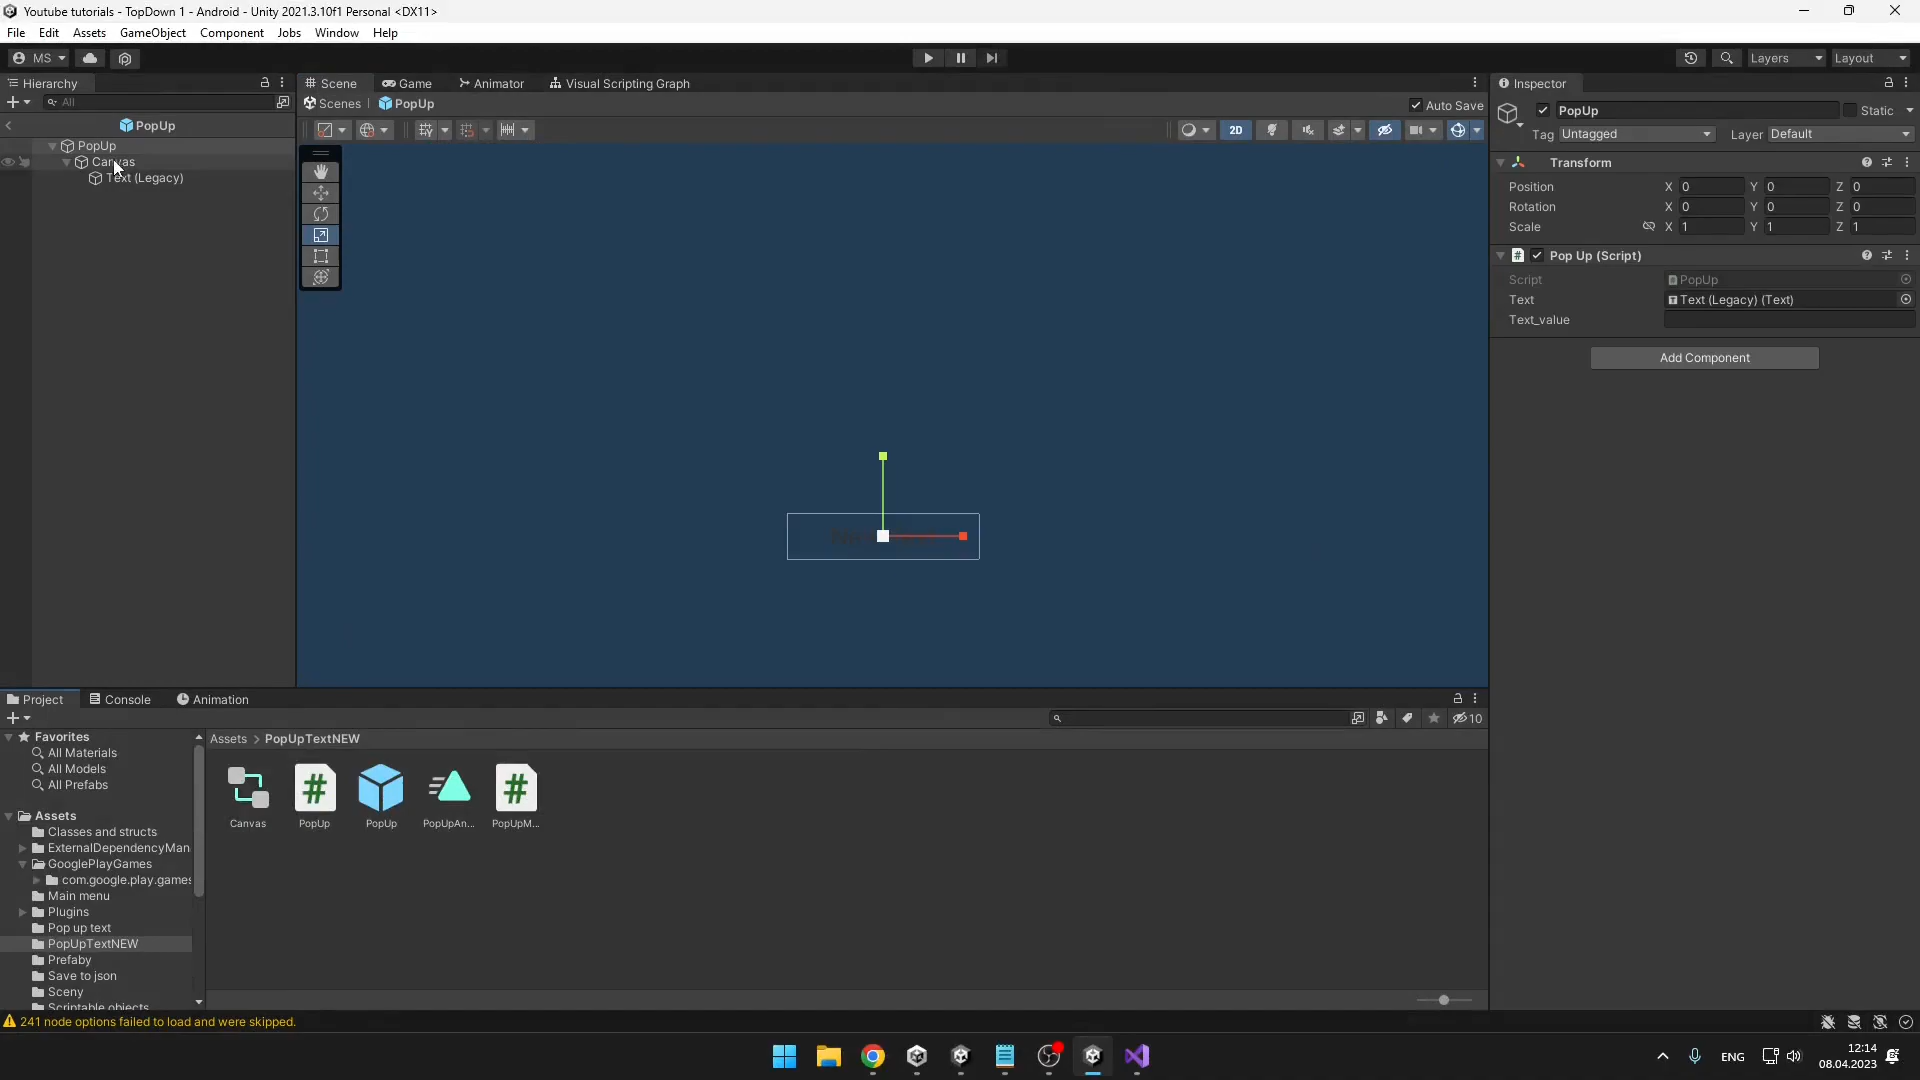 Youtube tutorials - TopDown 1 - Android - Unity 2021.3.10f1 Personal <DX11>
File Edit Assets GameObject Component Jobs Window Help
MS
Layers Layout
Hierarchy
Scene Game Animator Visual Scripting Graph
Inspector
All
Scenes PopUp
Auto Save
PopUp
Static
PopUp
Tag Untagged Layer Default
2D
PopUp
Canvas
Text (Legacy)
Transform
Position X 0 Y 0 Z 0
Rotation X 0 Y 0 Z 0
Scale X 1 Y 1 Z 1
Pop Up (Script)
Script PopUp
Text Text (Legacy) (Text)
Text_value
Add Component
Project Console Animation
10
Favorites
All Materials
All Models
All Prefabs
Assets
Classes and structs
ExternalDependencyMan
GooglePlayGames
com.google.play.games
Main menu
Plugins
Pop up text
PopUpTextNEW
Prefaby
Save to json
Sceny
Scriptable objects
Assets > PopUpTextNEW
Canvas PopUp PopUp PopUpAn... PopUpM...
241 node options failed to load and were skipped.
ENG
12:14
08.04.2023